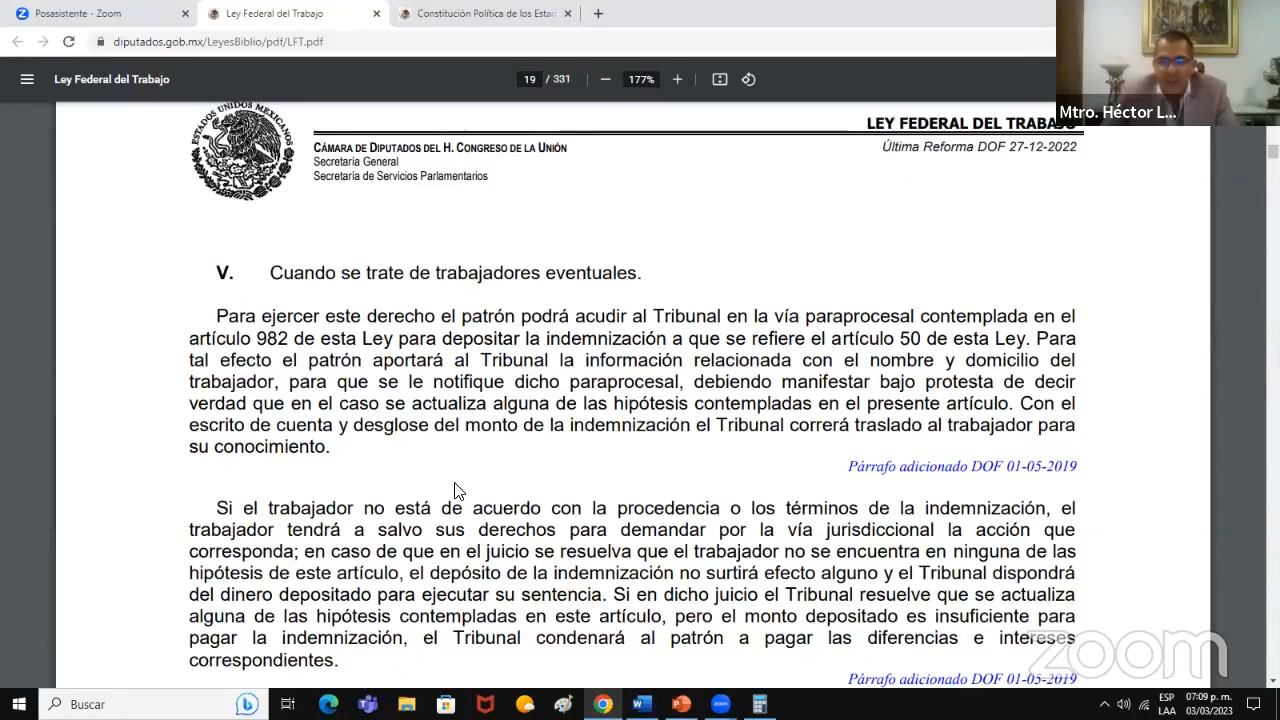 Posasistente - Zoom
Ley Federal del Trabajo
Constitución Política de los Estad
diputados.gob.mx/LeyesBiblio/pdf/LFT.pdf
Ley Federal del Trabajo
19 / 331
177%
Mtro. Héctor L...
ESTADOS UNIDOS MEXICANOS
LEY FEDERAL DEL TRABAJO
CÁMARA DE DIPUTADOS DEL H. CONGRESO DE LA UNIÓN
Última Reforma DOF 27-12-2022
Secretaría General
Secretaría de Servicios Parlamentarios
V. Cuando se trate de trabajadores eventuales.
Para ejercer este derecho el patrón podrá acudir al Tribunal en la vía paraprocesal contemplada en el
artículo 982 de esta Ley para depositar la indemnización a que se refiere el artículo 50 de esta Ley. Para
tal efecto el patrón aportará al Tribunal la información relacionada con el nombre y domicilio del
trabajador, para que se le notifique dicho paraprocesal, debiendo manifestar bajo protesta de decir
verdad que en el caso se actualiza alguna de las hipótesis contempladas en el presente artículo. Con el
escrito de cuenta y desglose del monto de la indemnización el Tribunal correrá traslado al trabajador para
su conocimiento.
Párrafo adicionado DOF 01-05-2019
Si el trabajador no está de acuerdo con la procedencia o los términos de la indemnización, el
trabajador tendrá a salvo sus derechos para demandar por la vía jurisdiccional la acción que
corresponda; en caso de que en el juicio se resuelva que el trabajador no se encuentra en ninguna de las
hipótesis de este artículo, el depósito de la indemnización no surtirá efecto alguno y el Tribunal dispondrá
del dinero depositado para ejecutar su sentencia. Si en dicho juicio el Tribunal resuelve que se actualiza
alguna de las hipótesis contempladas en este artículo, pero el monto depositado es insuficiente para
pagar la indemnización, el Tribunal condenará al patrón a pagar las diferencias e intereses
correspondientes.
Párrafo adicionado DOF 01-05-2019
zoom
Buscar
ESP
LAA
07:09 p. m.
03/03/2023